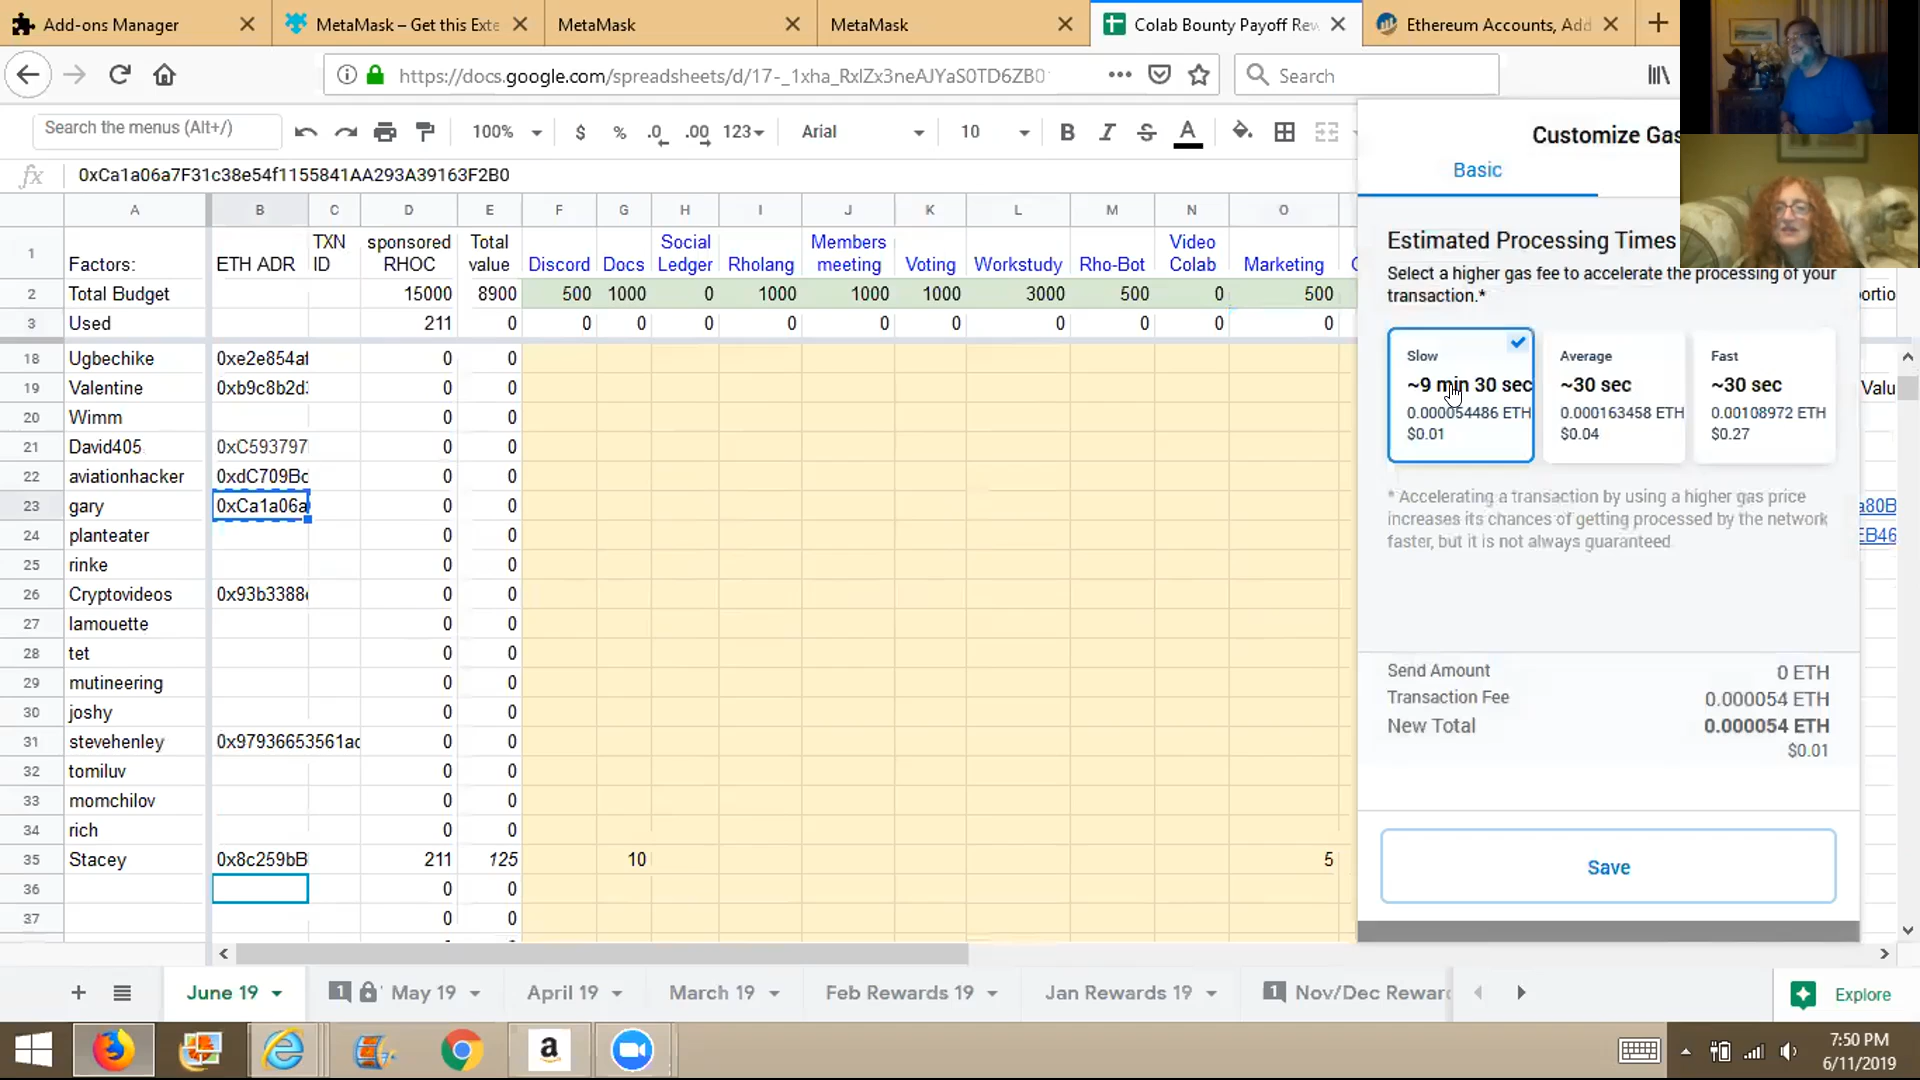 Add-ons Manager
MetaMask – Get this Exte
MetaMask
MetaMask
Colab Bounty Payoff Rew
Ethereum Accounts, Add
https://docs.google.com/spreadsheets/d/17-_1xha_RxlZx3neAJYaS0TD6ZB0
Search
Search the menus (Alt+/)
100%
$ % .0 .00 123
Arial
10
B I S A
fx 0xCa1a06a7F31c38e54f1155841AA293A39163F2B0
A B C D E F G H I J K L M N O
1 Factors: ETH ADR TXN ID sponsored RHOC Total value Discord Docs Social Ledger Rholang Members meeting Voting Workstudy Rho-Bot Video Colab Marketing
2 Total Budget 15000 8900 500 1000 0 1000 1000 1000 3000 500 0 500
3 Used 211 0 0 0 0 0 0 0 0 0 0 0
18 Ugbechike 0xe2e854af 0 0
19 Valentine 0xb9c8b2d 0 0
20 Wimm 0 0
21 David405 0xC593797 0 0
22 aviationhacker 0xdC709Bc 0 0
23 gary 0xCa1a06a 0 0
24 planteater 0 0
25 rinke 0 0
26 Cryptovideos 0x93b3388 0 0
27 lamouette 0 0
28 tet 0 0
29 mutineering 0 0
30 joshy 0 0
31 stevehenley 0x97936653561ac 0 0
32 tomiluv 0 0
33 momchilov 0 0
34 rich 0 0
35 Stacey 0x8c259bB 211 125 10 5
36 0 0
37 0 0
Customize Gas
Basic
Estimated Processing Times
Select a higher gas fee to accelerate the processing of your
transaction.*
Slow
~9 min 30 sec
0.000054486 ETH
$0.01
Average
~30 sec
0.000163458 ETH
$0.04
Fast
~30 sec
0.00108972 ETH
$0.27
* Accelerating a transaction by using a higher gas price
increases its chances of getting processed by the network
faster, but it is not always guaranteed.
Send Amount 0 ETH
Transaction Fee 0.000054 ETH
New Total 0.000054 ETH
$0.01
Save
ortio
Valu
a80B
EB46
June 19
1 May 19
April 19
March 19
Feb Rewards 19
Jan Rewards 19
1 Nov/Dec Rewar
Explore
7:50 PM
6/11/2019